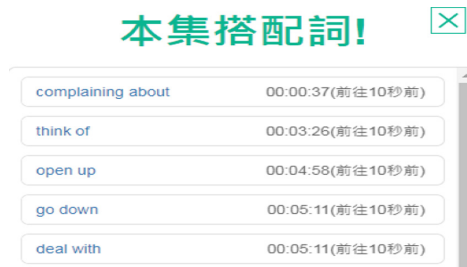 本集搭配詞!
complaining about 00:00:37(前往10秒前)
think of 00:03:26(前往10秒前)
open up 00:04:58(前往10秒前)
go down 00:05:11(前往10秒前)
deal with 00:05:11(前往10秒前)